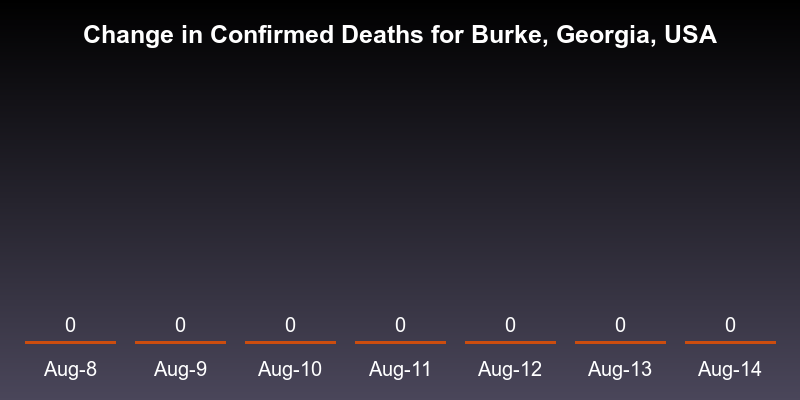 Change in Confirmed Deaths for Burke, Georgia, USA
0 0 0 0 0 0 0
Aug-8 Aug-9 Aug-10 Aug-11 Aug-12 Aug-13 Aug-14